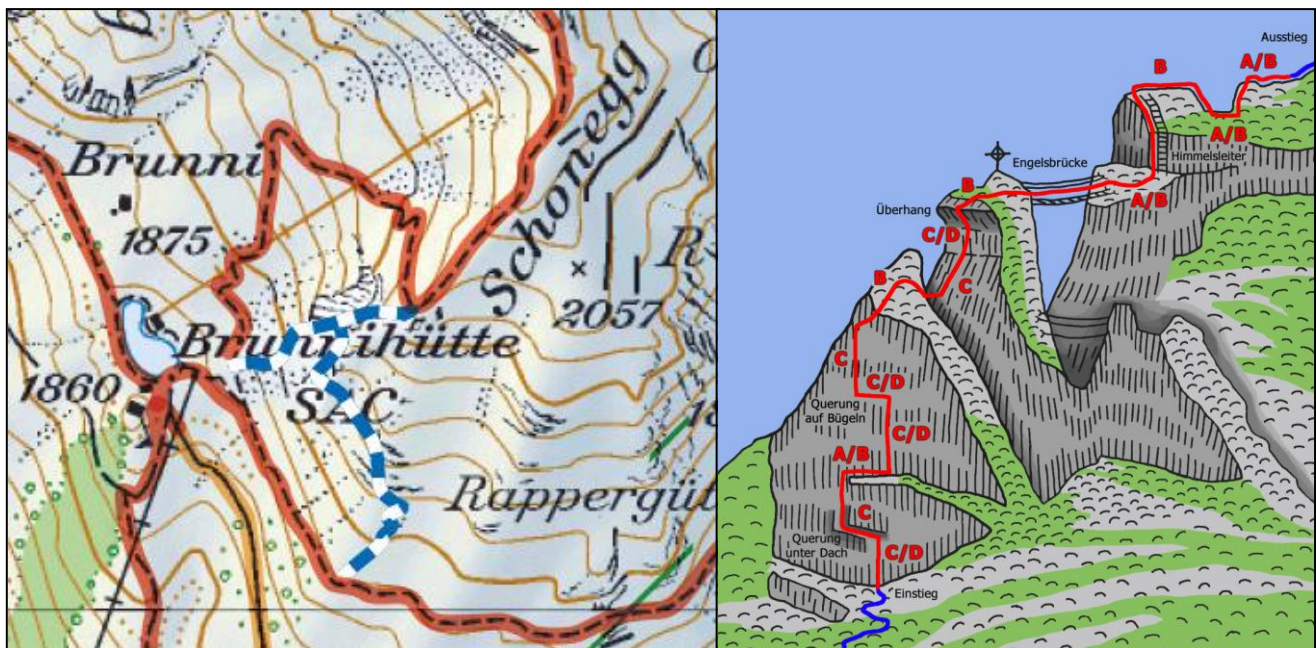 Brunni
1875
Schonegg
2057
Brunnihütte
SAC
1860
Rappergüt
Ausstieg
B
A/B
A/B
Himmelsleiter
Engelsbrücke
A/B
B
Überhang
C/D
B
C
C
C/D
Querung
auf Bügeln
C/D
A/B
C
Querung
unter Dach
C/D
Einstieg